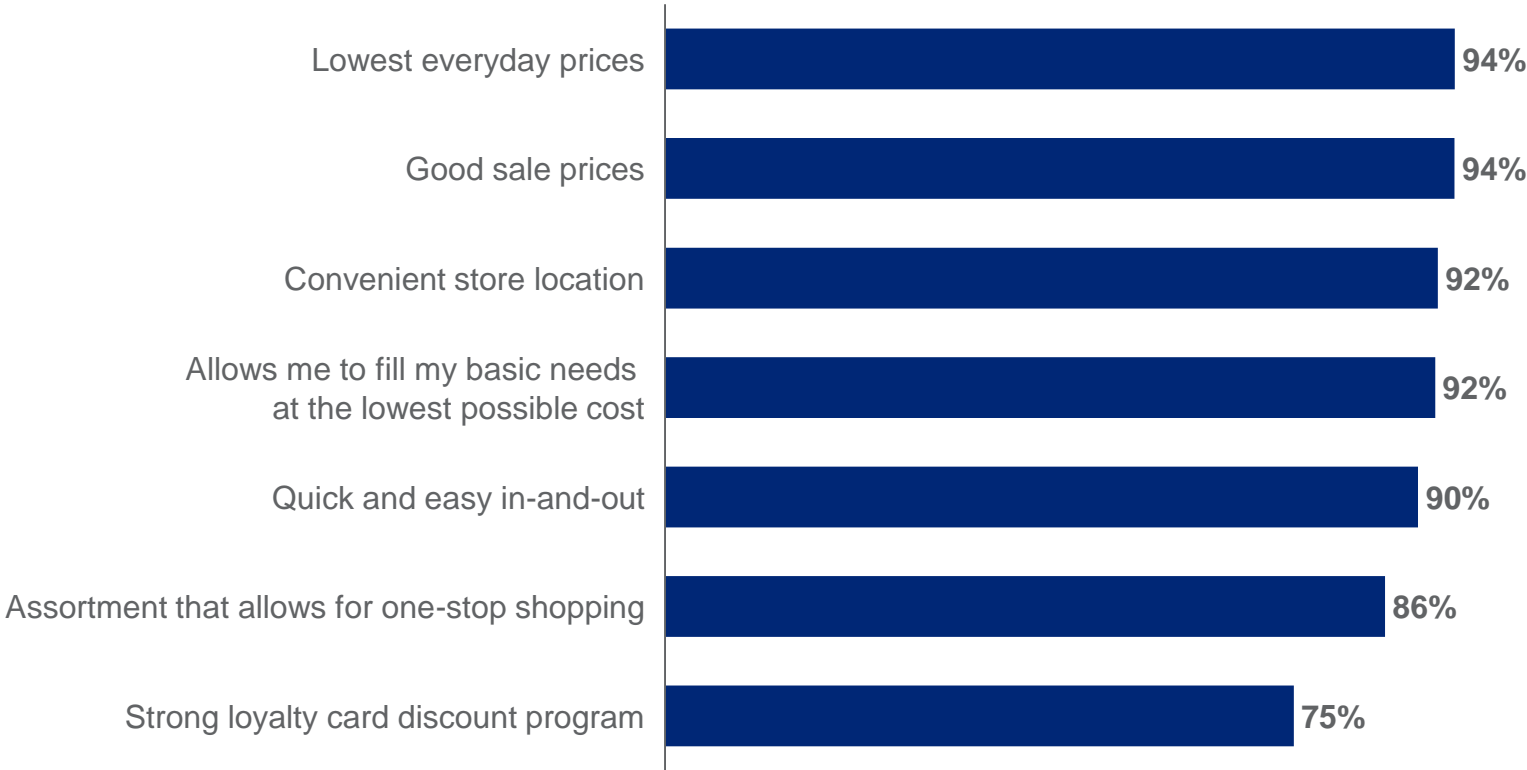 Lowest everyday prices 94%
Good sale prices 94%
Convenient store location 92%
Allows me to fill my basic needs
at the lowest possible cost 92%
Quick and easy in-and-out 90%
Assortment that allows for one-stop shopping 86%
Strong loyalty card discount program 75%